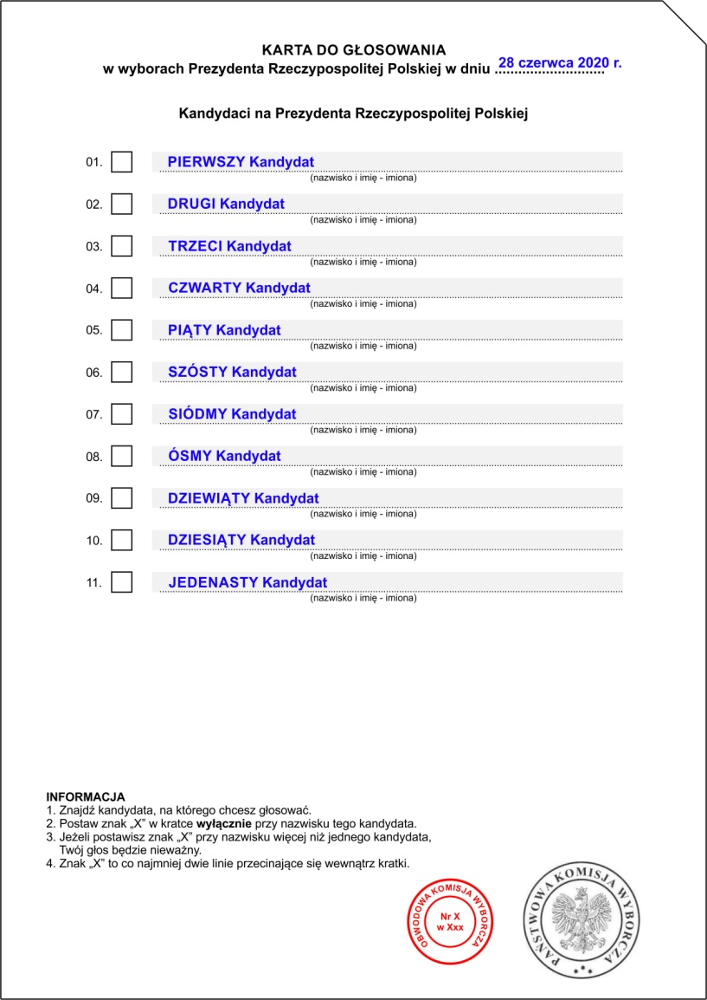 KARTA DO GŁOSOWANIA
w wyborach Prezydenta Rzeczypospolitej Polskiej w dniu 28 czerwca 2020 r.
Kandydaci na Prezydenta Rzeczypospolitej Polskiej
01. PIERWSZY Kandydat
(nazwisko i imię - imiona)
02. DRUGI Kandydat
(nazwisko i imię - imiona)
03. TRZECI Kandydat
(nazwisko i imię - imiona)
04. CZWARTY Kandydat
(nazwisko i imię - imiona)
05. PIĄTY Kandydat
(nazwisko i imię - imiona)
06. SZÓSTY Kandydat
(nazwisko i imię - imiona)
07. SIÓDMY Kandydat
(nazwisko i imię - imiona)
08. ÓSMY Kandydat
(nazwisko i imię - imiona)
09. DZIEWIĄTY Kandydat
(nazwisko i imię - imiona)
10. DZIESIĄTY Kandydat
(nazwisko i imię - imiona)
11. JEDENASTY Kandydat
(nazwisko i imię - imiona)
INFORMACJA
1. Znajdź kandydata, na którego chcesz głosować.
2. Postaw znak „X” w kratce wyłącznie przy nazwisku tego kandydata.
3. Jeżeli postawisz znak „X” przy nazwisku więcej niż jednego kandydata,
Twój głos będzie nieważny.
4. Znak „X” to co najmniej dwie linie przecinające się wewnątrz kratki.
OBWODOWA KOMISJA WYBORCZA
Nr X
w Xxx
PAŃSTWOWA KOMISJA WYBORCZA